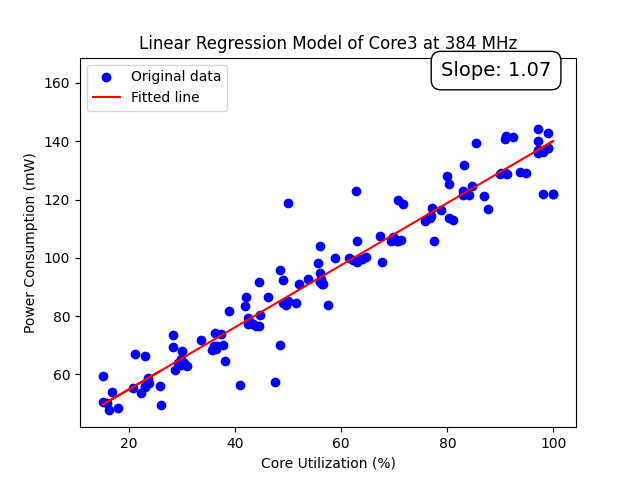 Linear Regression Model of Core3 at 384 MHz
Slope: 1.07
Original data
Fitted line
Power Consumption (mW)
160
140
120
100
80
60
20 40 60 80 100
Core Utilization (%)